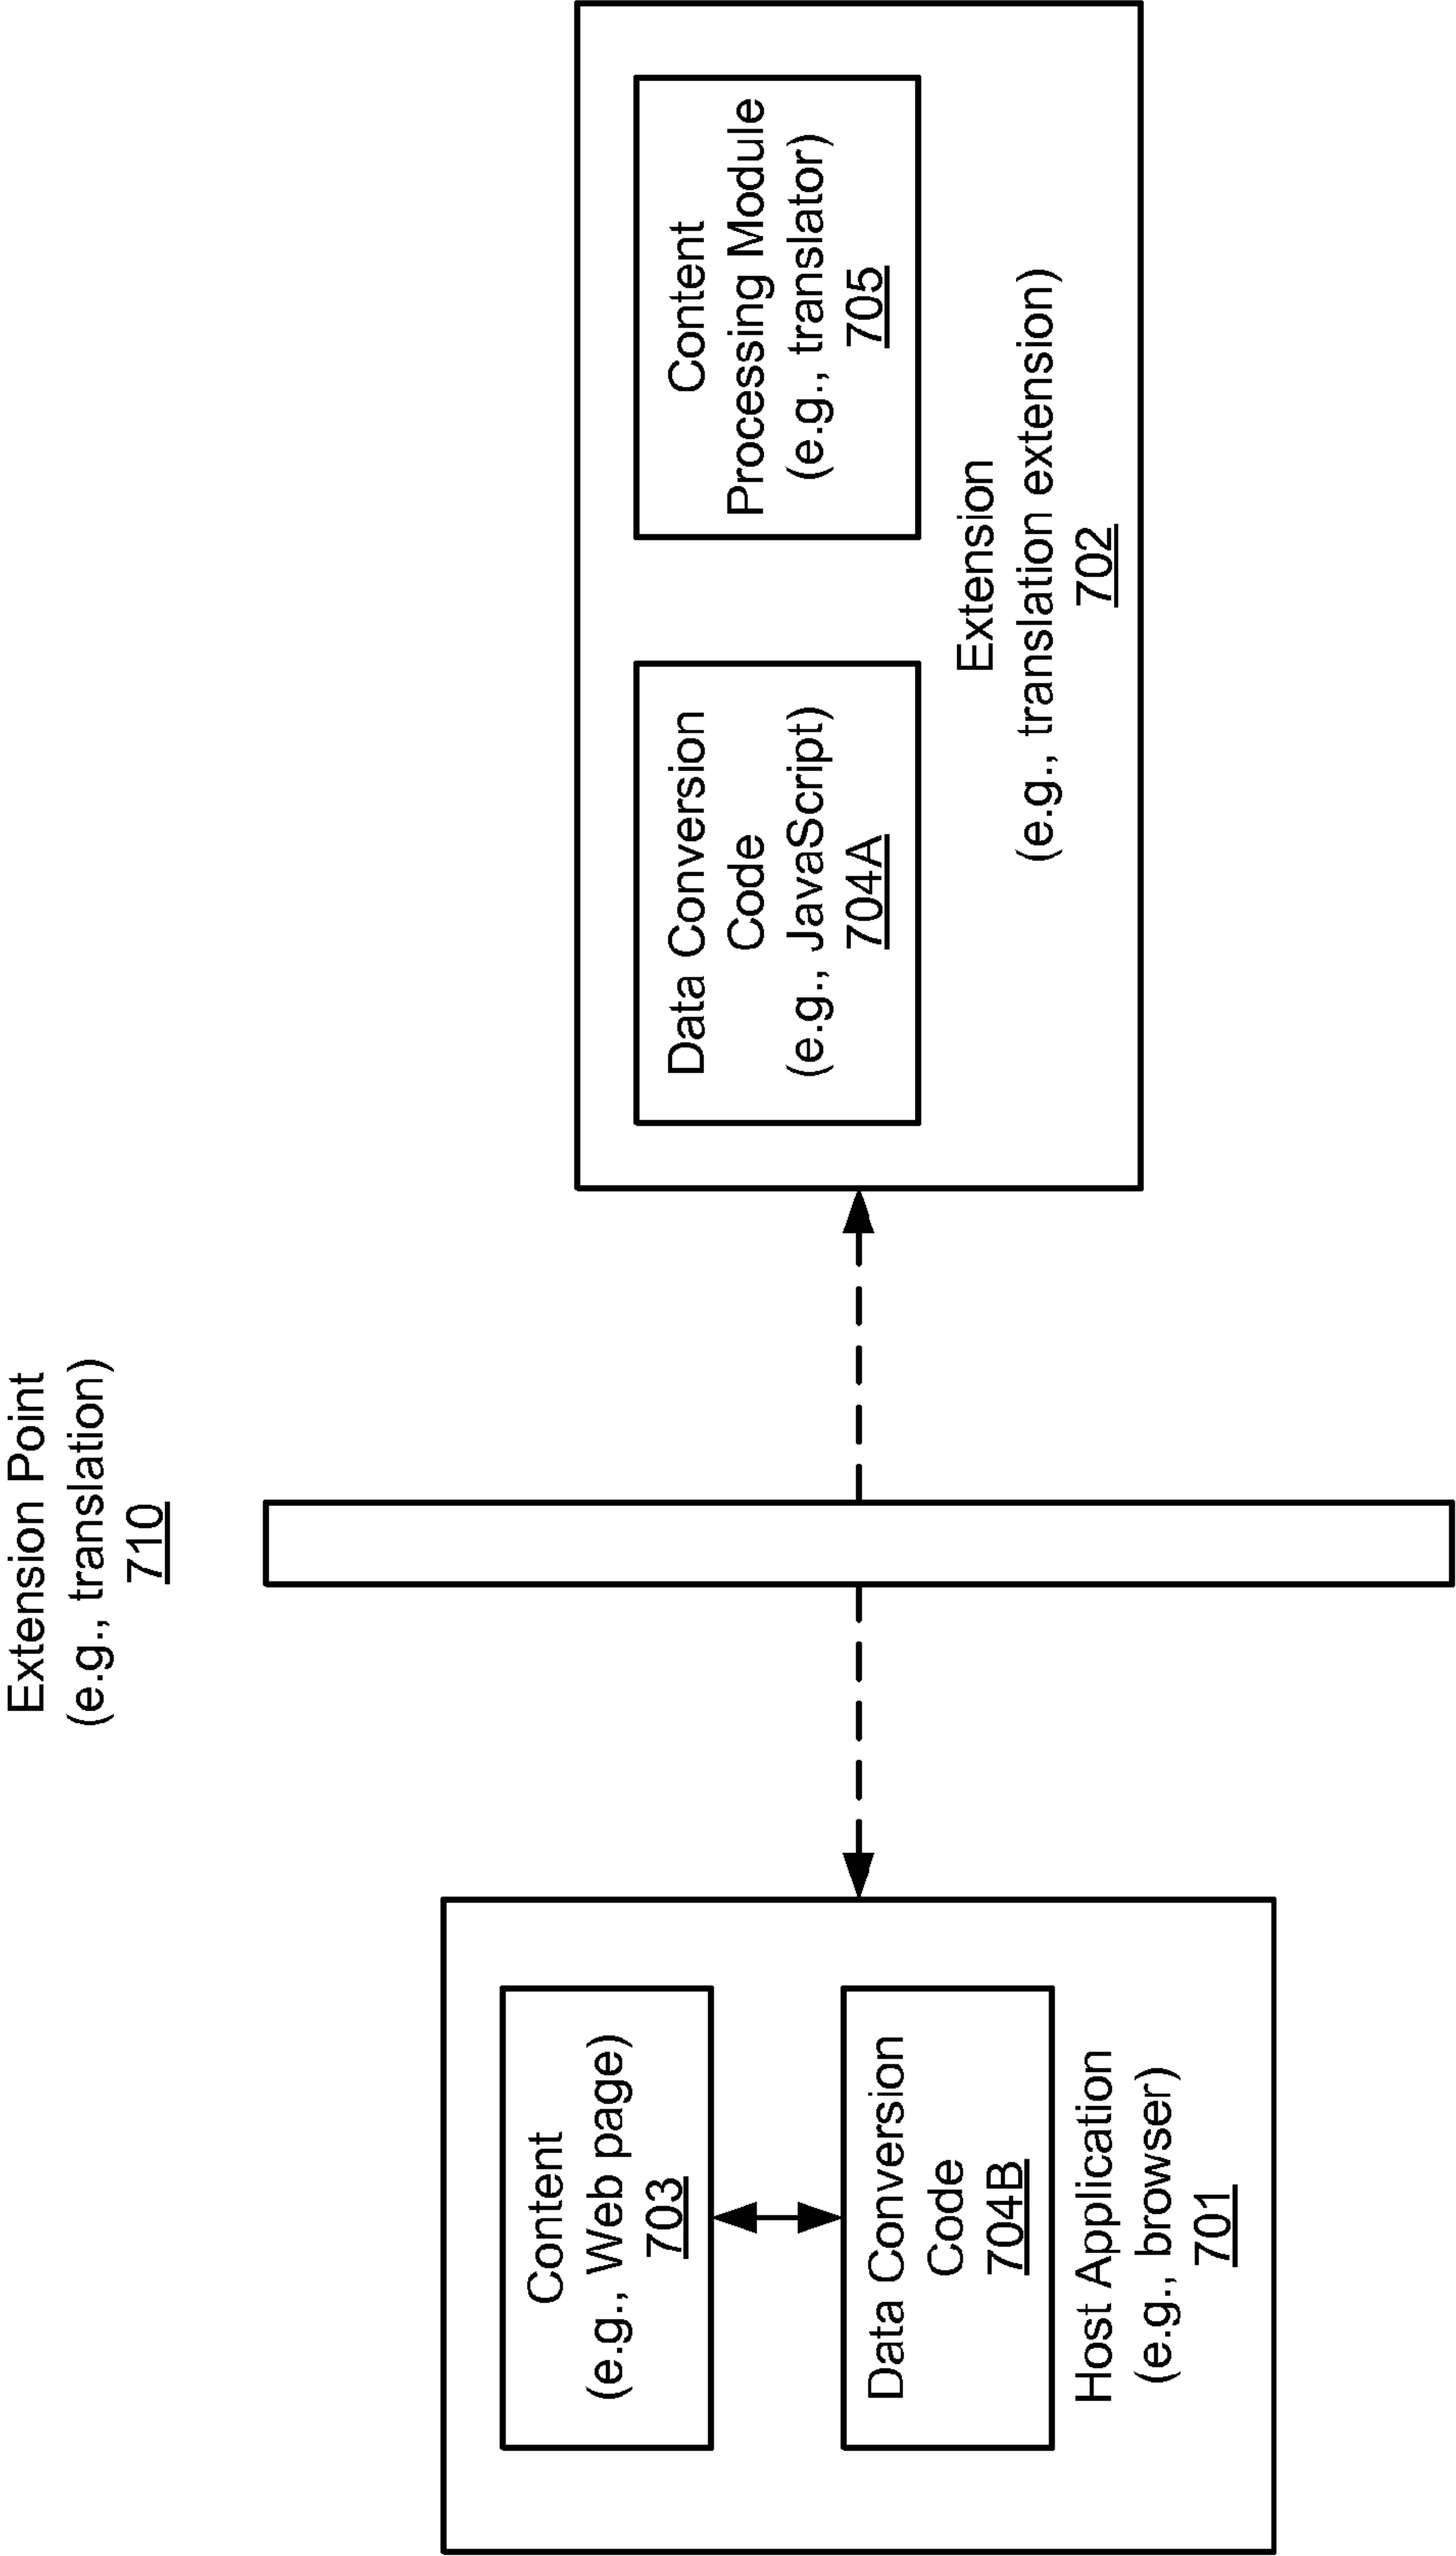 Extension Point
(e.g., translation)
710
Content
(e.g., Web page)
703
Data Conversion
Code
704B
Host Application
(e.g., browser)
701
Data Conversion
Code
(e.g., JavaScript)
704A
Content
Processing Module
(e.g., translator)
705
Extension
(e.g., translation extension)
702